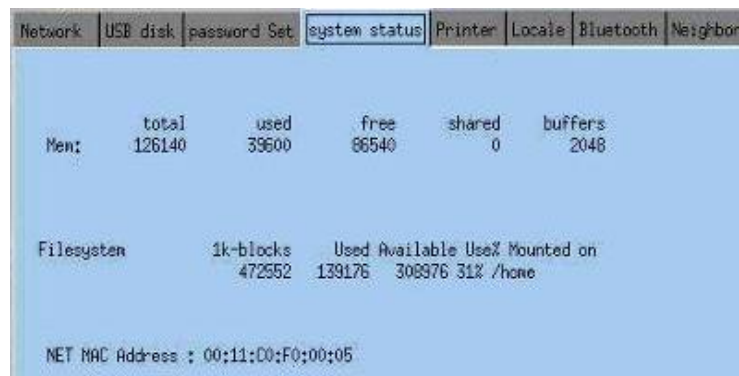 Network USB disk password Set system status Printer Locale Bluetooth Neighbor
total used free shared buffers
Mem: 126140 39600 86540 0 2048
Filesystem 1k-blocks Used Available Use% Mounted on
472552 139176 308976 31% /home
NET MAC Address : 00:11:C0:F0:00:05